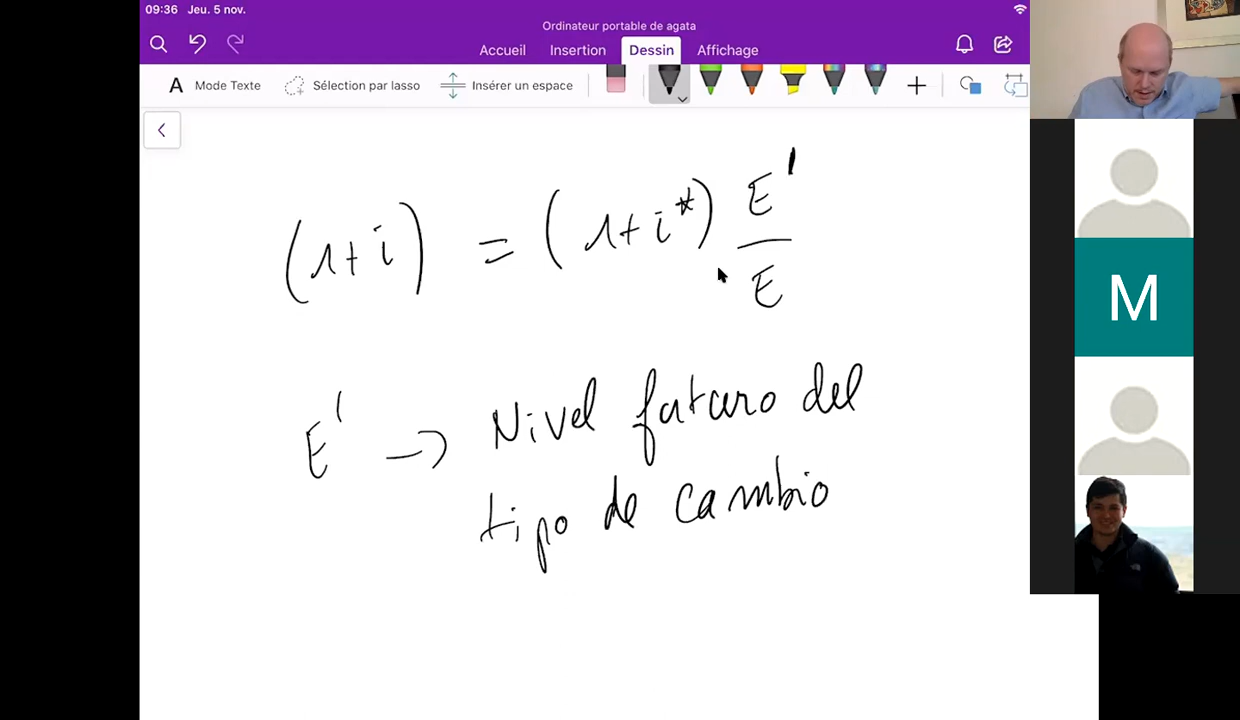 09:36 Jeu. 5 nov.
Ordinateur portable de agata
Accueil Insertion Dessin Affichage
A Mode Texte Sélection par lasso Insérer un espace
(1+i) = (1+i*) E'/E
E' → Nivel futuro del
tipo de cambio
M